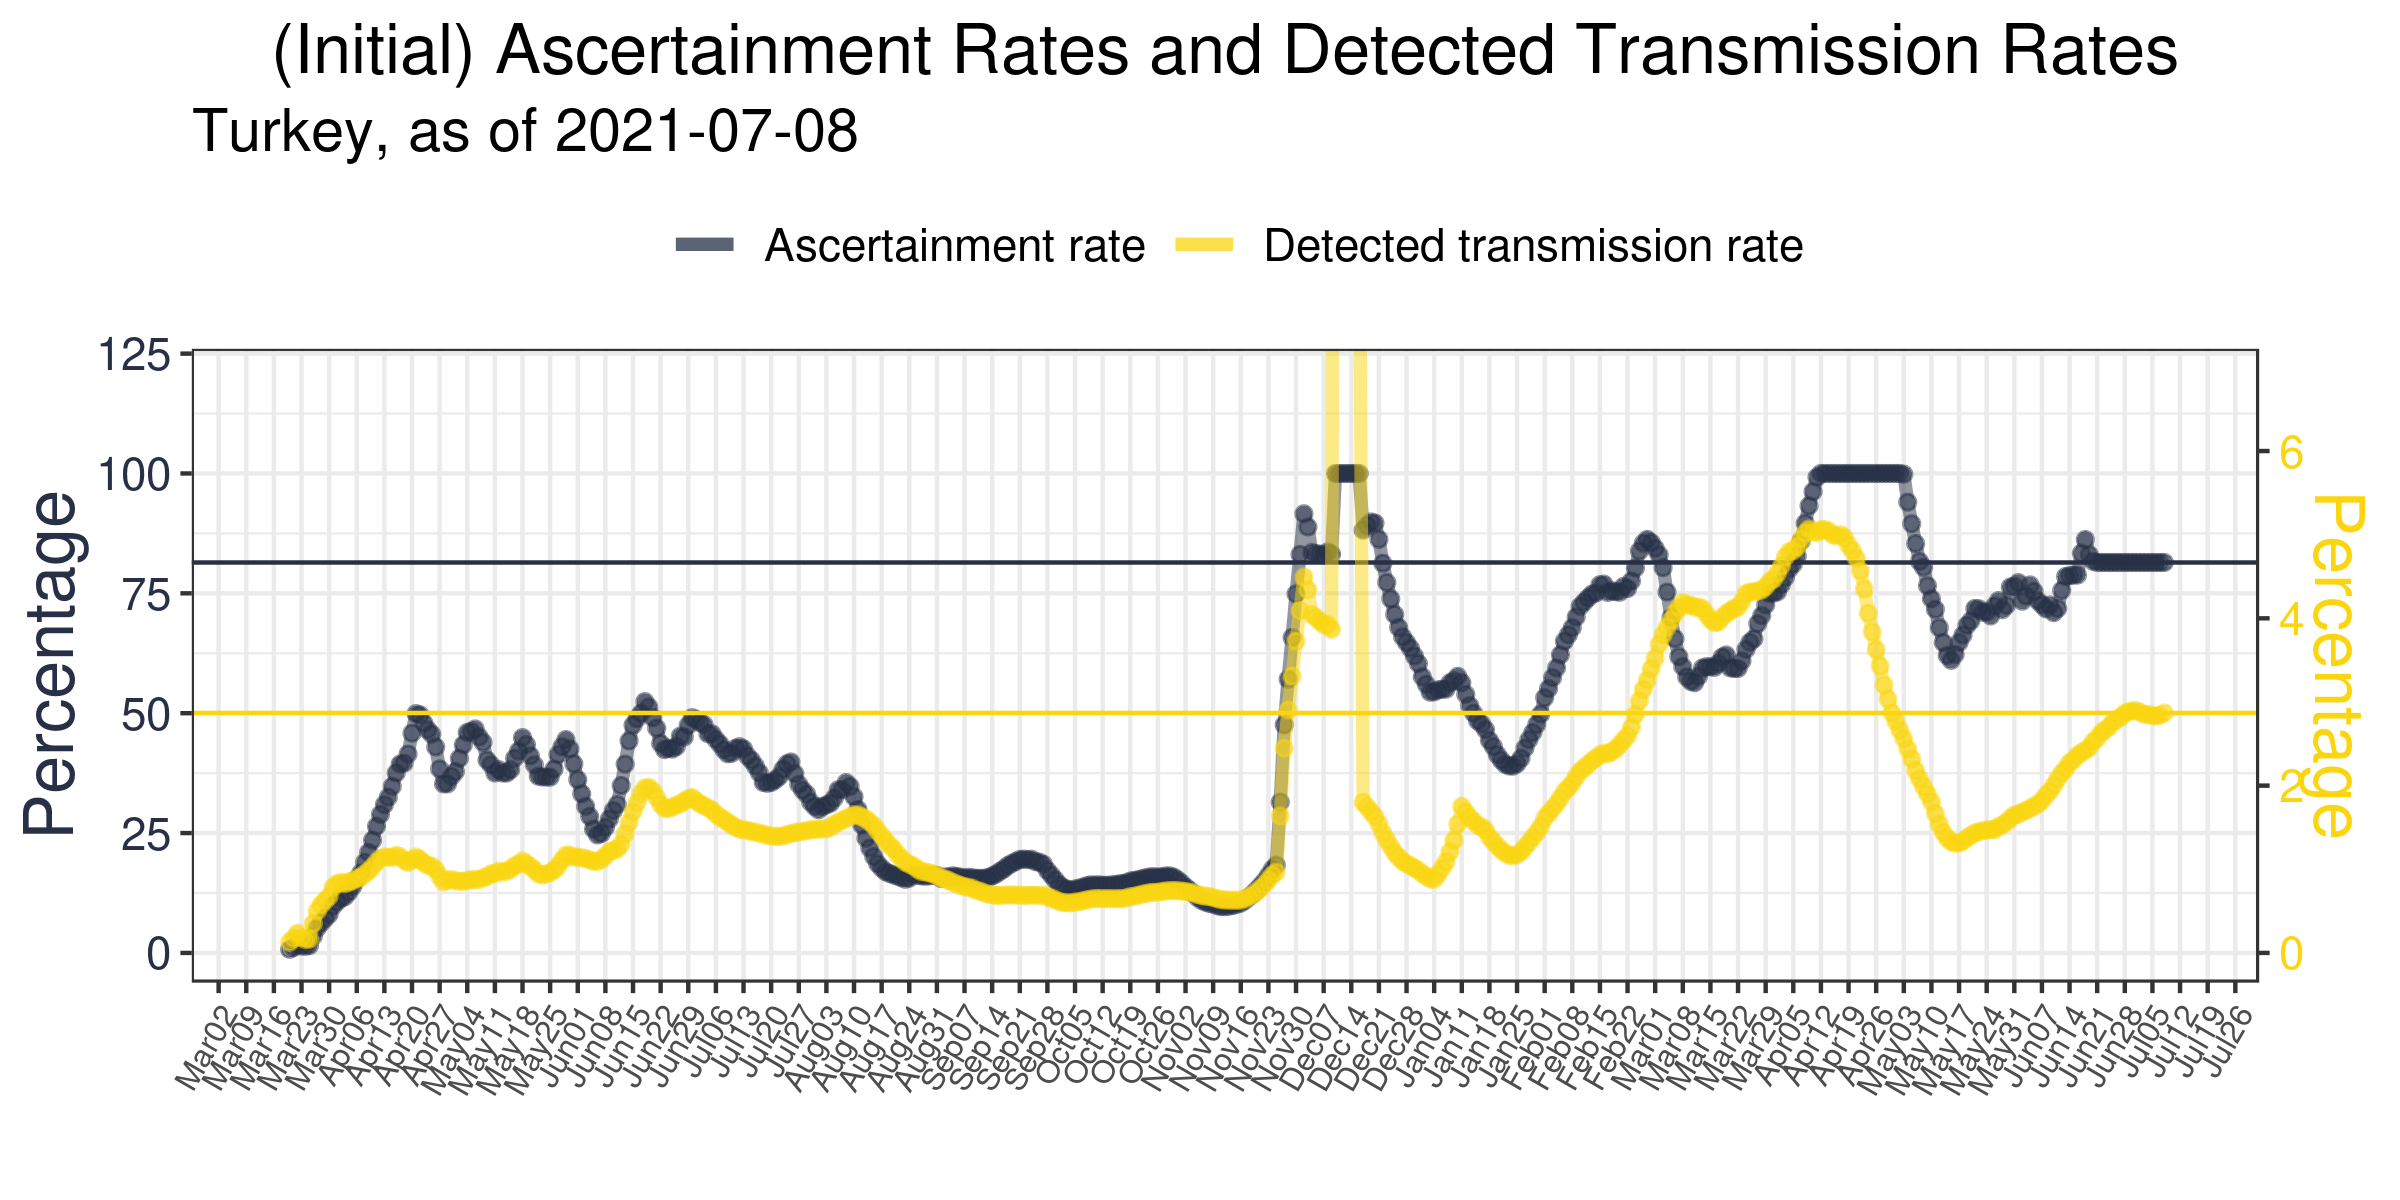 (Initial) Ascertainment Rates and Detected Transmission Rates
Turkey, as of 2021-07-08
Ascertainment rate
Detected transmission rate
Percentage
125
100
75
50
25
0
6
4
2
0
Percentage
Mar02
Mar09
Mar16
Mar23
Mar30
Apr06
Apr13
Apr20
Apr27
May04
May11
May18
May25
Jun01
Jun08
Jun15
Jun22
Jun29
Jul06
Jul13
Jul20
Jul27
Aug03
Aug10
Aug17
Aug24
Aug31
Sep07
Sep14
Sep21
Sep28
Oct05
Oct12
Oct19
Oct26
Nov02
Nov09
Nov16
Nov23
Nov30
Dec07
Dec14
Dec21
Dec28
Jan04
Jan11
Jan18
Jan25
Feb01
Feb08
Feb15
Feb22
Mar01
Mar08
Mar15
Mar22
Mar29
Apr05
Apr12
Apr19
Apr26
May03
May10
May17
May24
May31
Jun07
Jun14
Jun21
Jun28
Jul05
Jul12
Jul19
Jul26